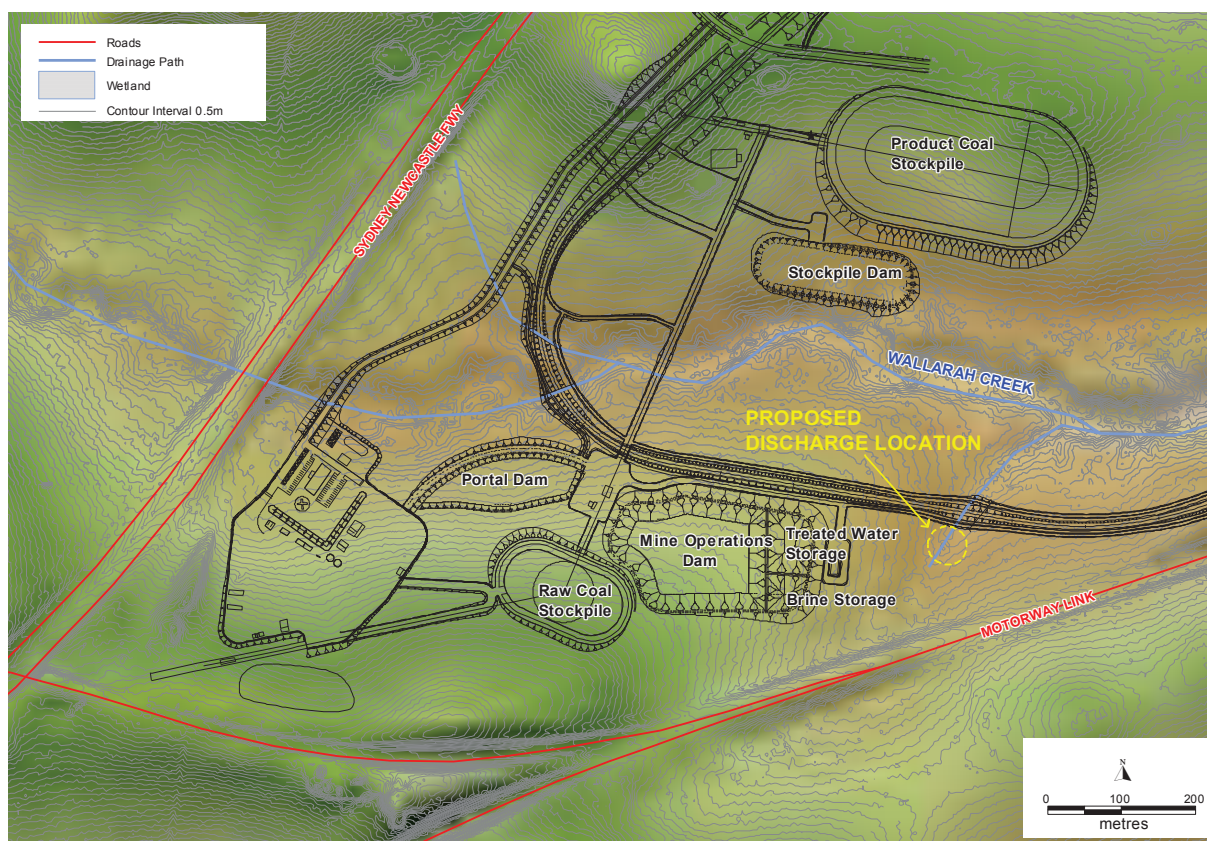 Roads
Drainage Path
Wetland
Contour Interval 0.5m
SYDNEY NEWCASTLE FWY
Product Coal
Stockpile
Stockpile Dam
WALLARAH CREEK
PROPOSED
DISCHARGE LOCATION
Portal Dam
Mine Operations
Dam
Treated Water
Storage
Raw Coal
Stockpile
Brine Storage
MOTORWAY LINK
N
0 100 200
metres